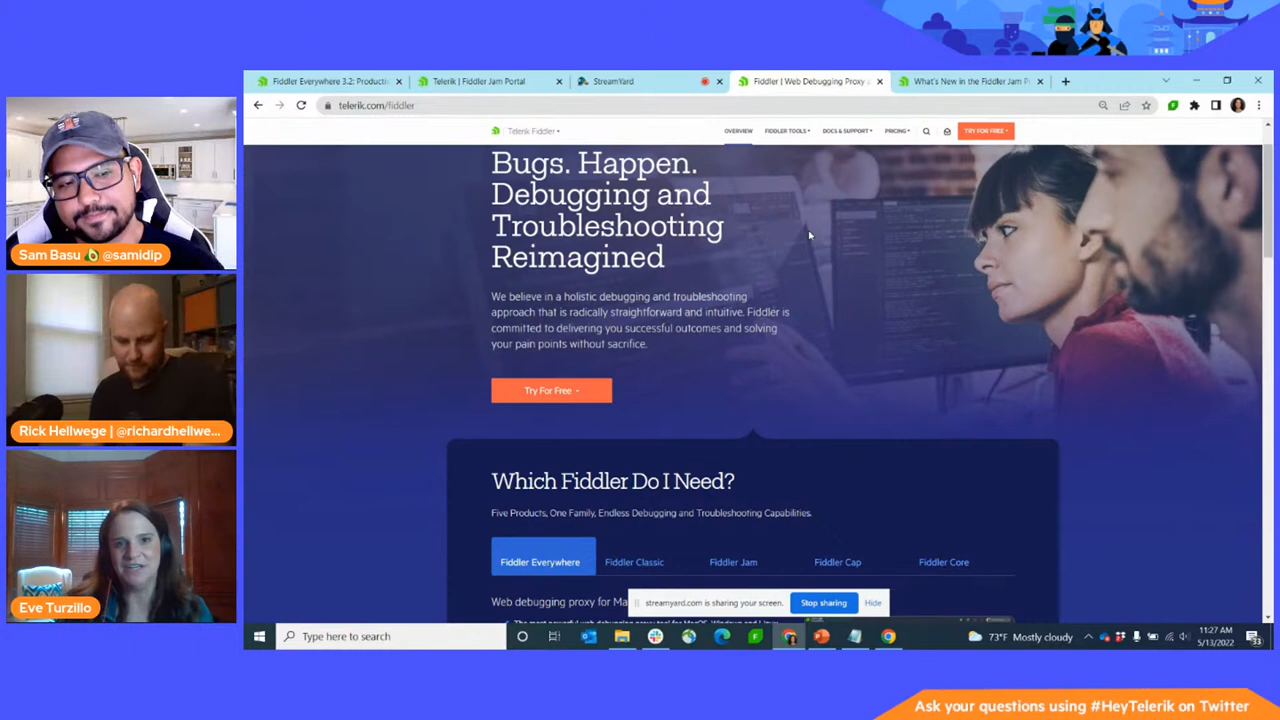 Fiddler Everywhere 3.2: Producti
Telerik | Fiddler Jam Portal
StreamYard
Fiddler | Web Debugging Proxy a
What's New in the Fiddler Jam P
telerik.com/fiddler
Telerik Fiddler
OVERVIEW
FIDDLER TOOLS
DOCS & SUPPORT
PRICING
TRY FOR FREE
Bugs. Happen.
Debugging and
Troubleshooting
Reimagined
We believe in a holistic debugging and troubleshooting
approach that is radically straightforward and intuitive. Fiddler is
committed to delivering you successful outcomes and solving
your pain points without sacrifice.
Try For Free
Which Fiddler Do I Need?
Five Products, One Family, Endless Debugging and Troubleshooting Capabilities.
Fiddler Everywhere
Fiddler Classic
Fiddler Jam
Fiddler Cap
Fiddler Core
Web debugging proxy for Ma
streamyard.com is sharing your screen.
Stop sharing
Hide
Type here to search
73°F Mostly cloudy
11:27 AM
5/13/2022
33
Sam Basu 🥑 @samidip
Rick Hellwege | @richardhellwe...
Eve Turzillo
Ask your questions using #HeyTelerik on Twitter